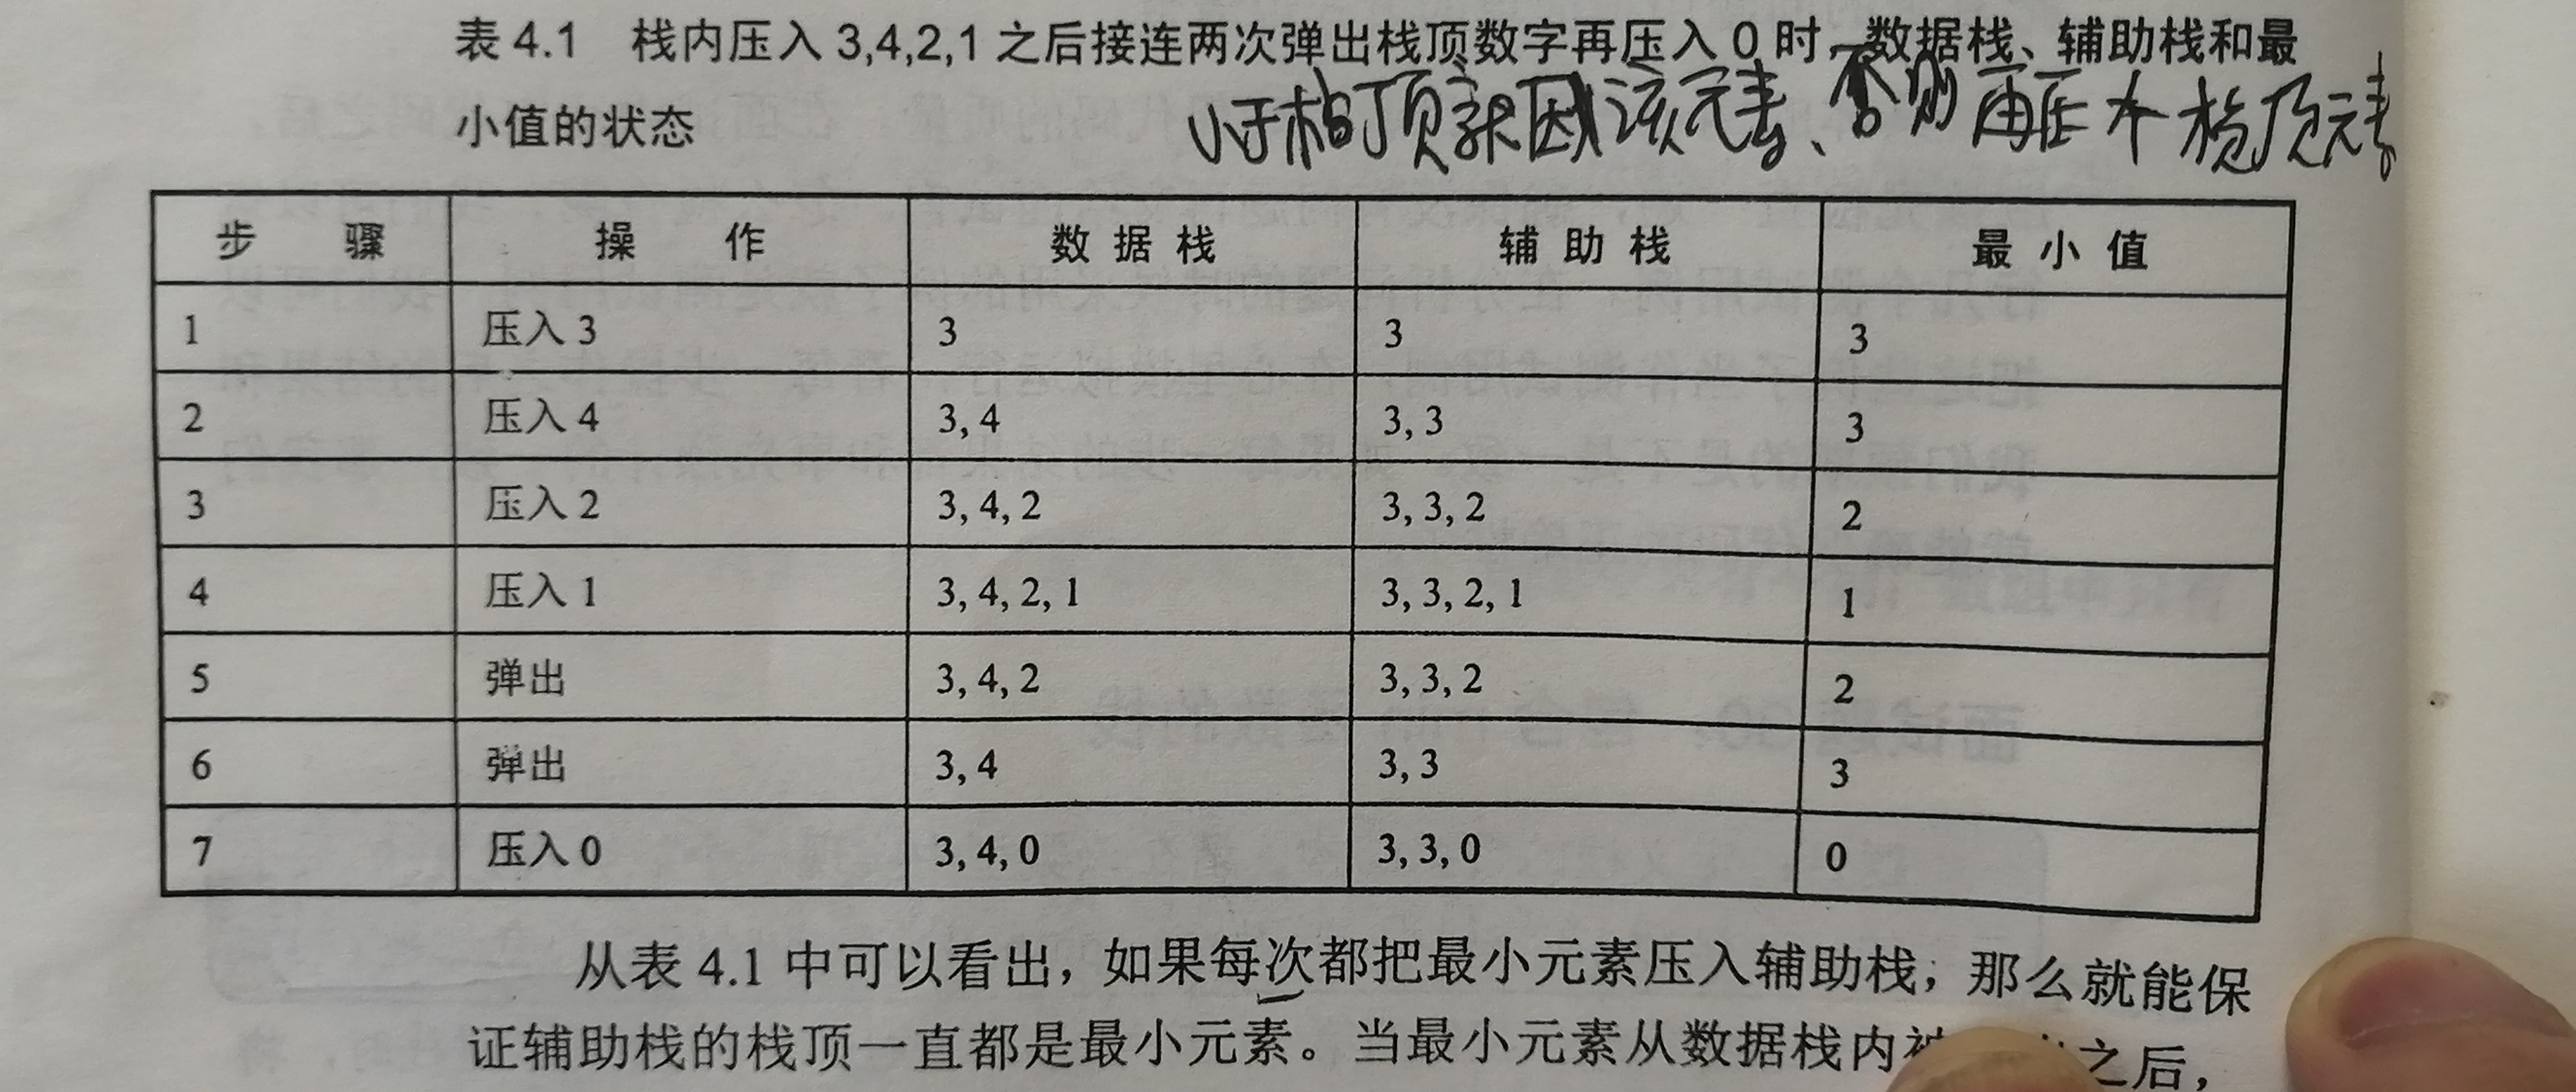 表 4.1 栈内压入 3,4,2,1 之后接连两次弹出栈顶数字再压入 0 时，数据栈、辅助栈和最
小值的状态
小于栈顶 该元素、否则再压个栈顶元素
步 骤 操 作 数据栈 辅助栈 最小值
1 压入 3 3 3 3
2 压入 4 3, 4 3, 3 3
3 压入 2 3, 4, 2 3, 3, 2 2
4 压入 1 3, 4, 2, 1 3, 3, 2, 1 1
5 弹出 3, 4, 2 3, 3, 2 2
6 弹出 3, 4 3, 3 3
7 压入 0 3, 4, 0 3, 3, 0 0
从表 4.1 中可以看出，如果每次都把最小元素压入辅助栈，那么就能保
证辅助栈的栈顶一直都是最小元素。当最小元素从数据栈内 之后，